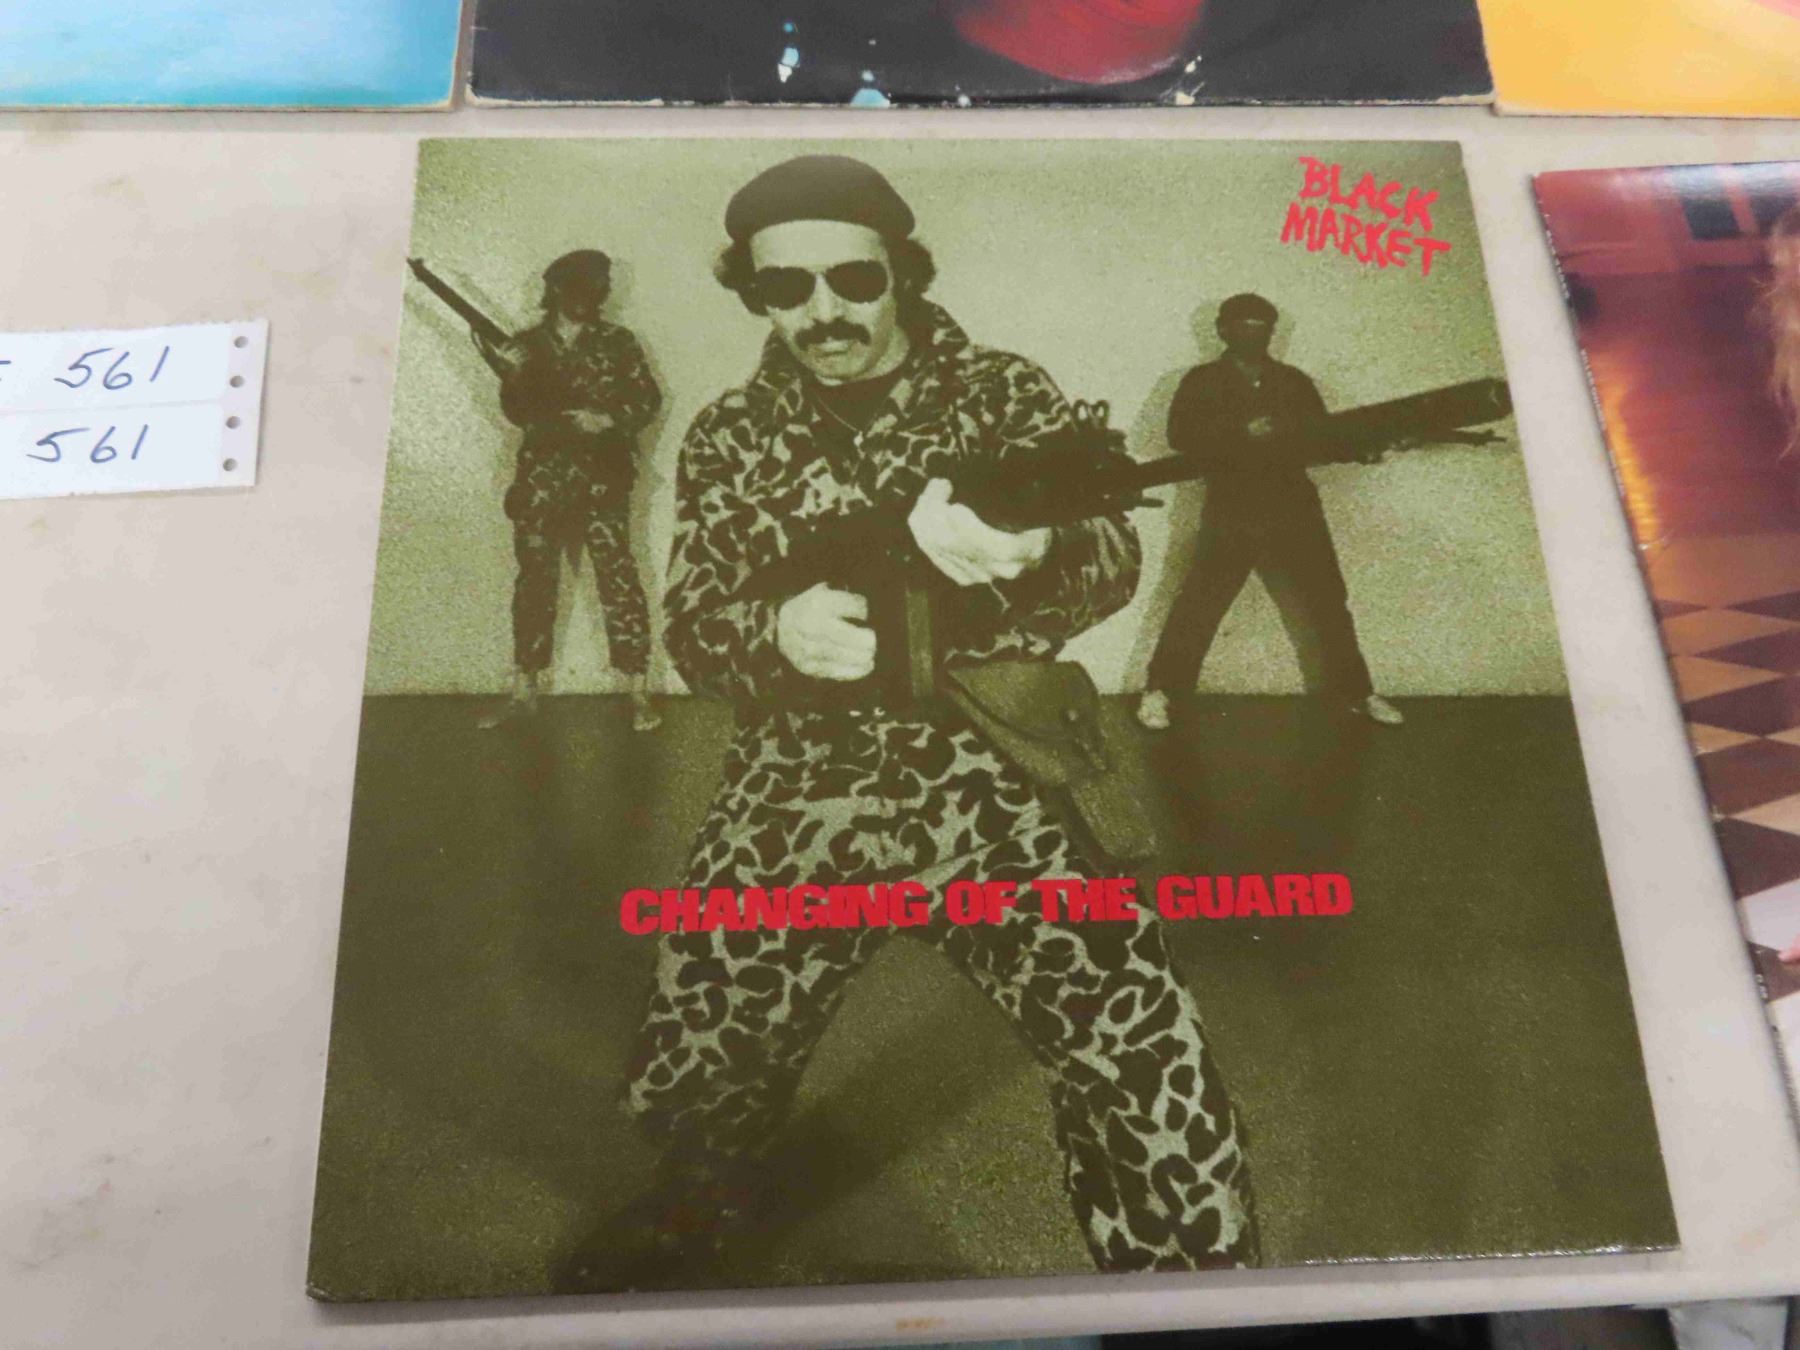 BLACK
MARKET
561
561
CHANGING OF THE GUARD